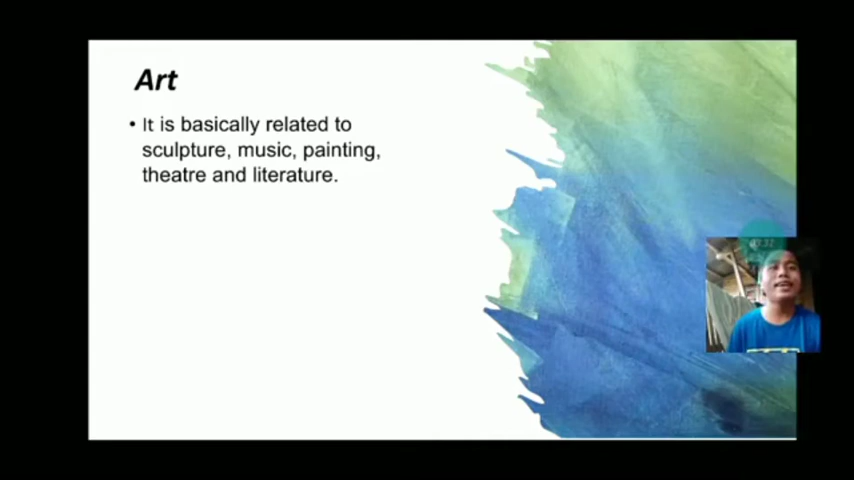 Art
• It is basically related to
sculpture, music, painting,
theatre and literature.